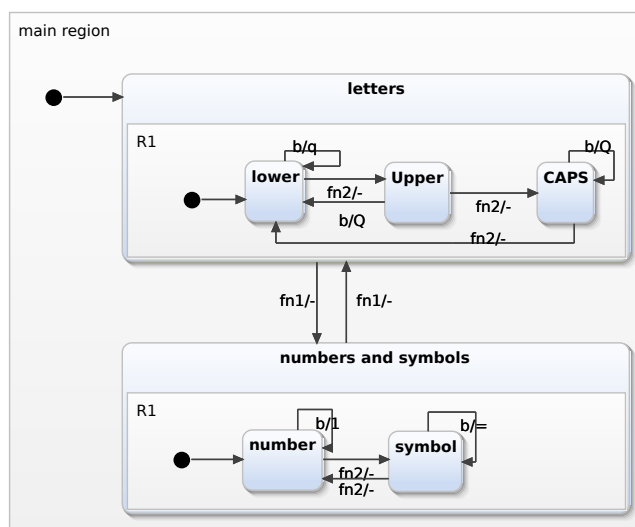 main region
letters
R1
b/q
b/Q
lower
Upper
CAPS
fn2/-
fn2/-
b/Q
fn2/-
fn1/-
fn1/-
numbers and symbols
R1
b/1
b/=
number
symbol
fn2/-
fn2/-